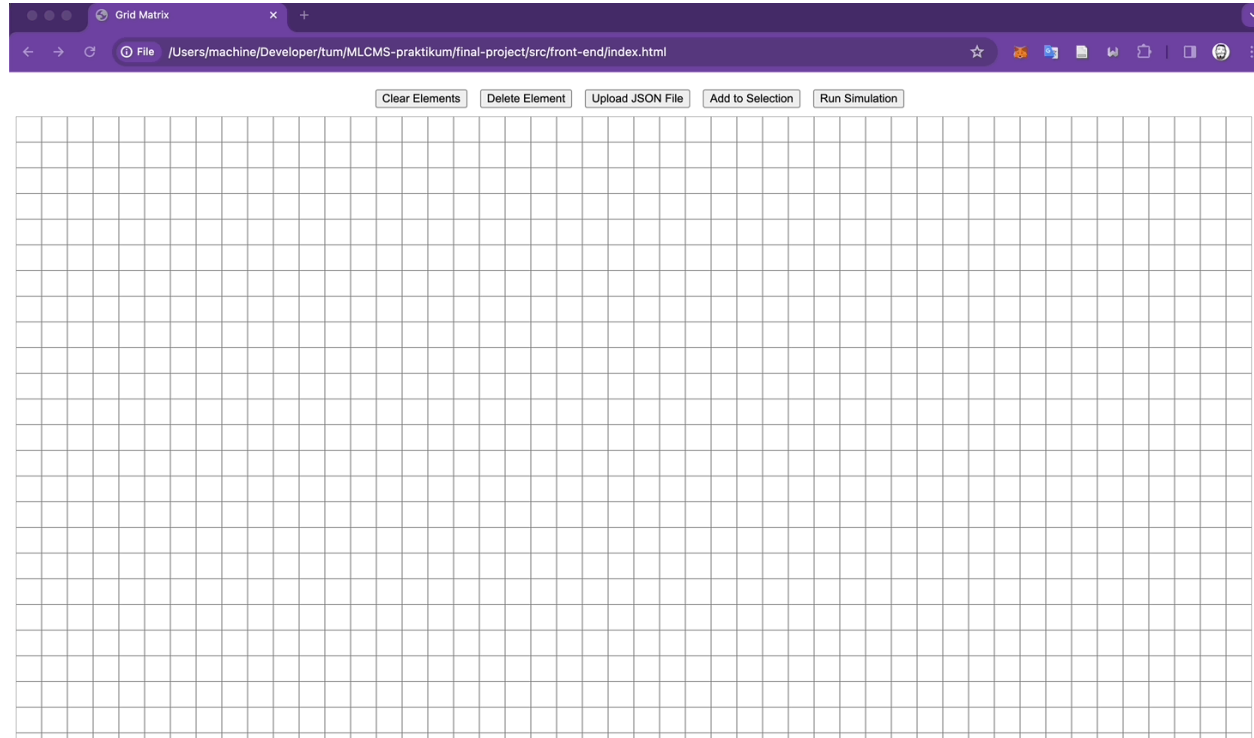 Grid Matrix
File /Users/machine/Developer/tum/MLCMS-praktikum/final-project/src/front-end/index.html
Clear Elements Delete Element Upload JSON File Add to Selection Run Simulation